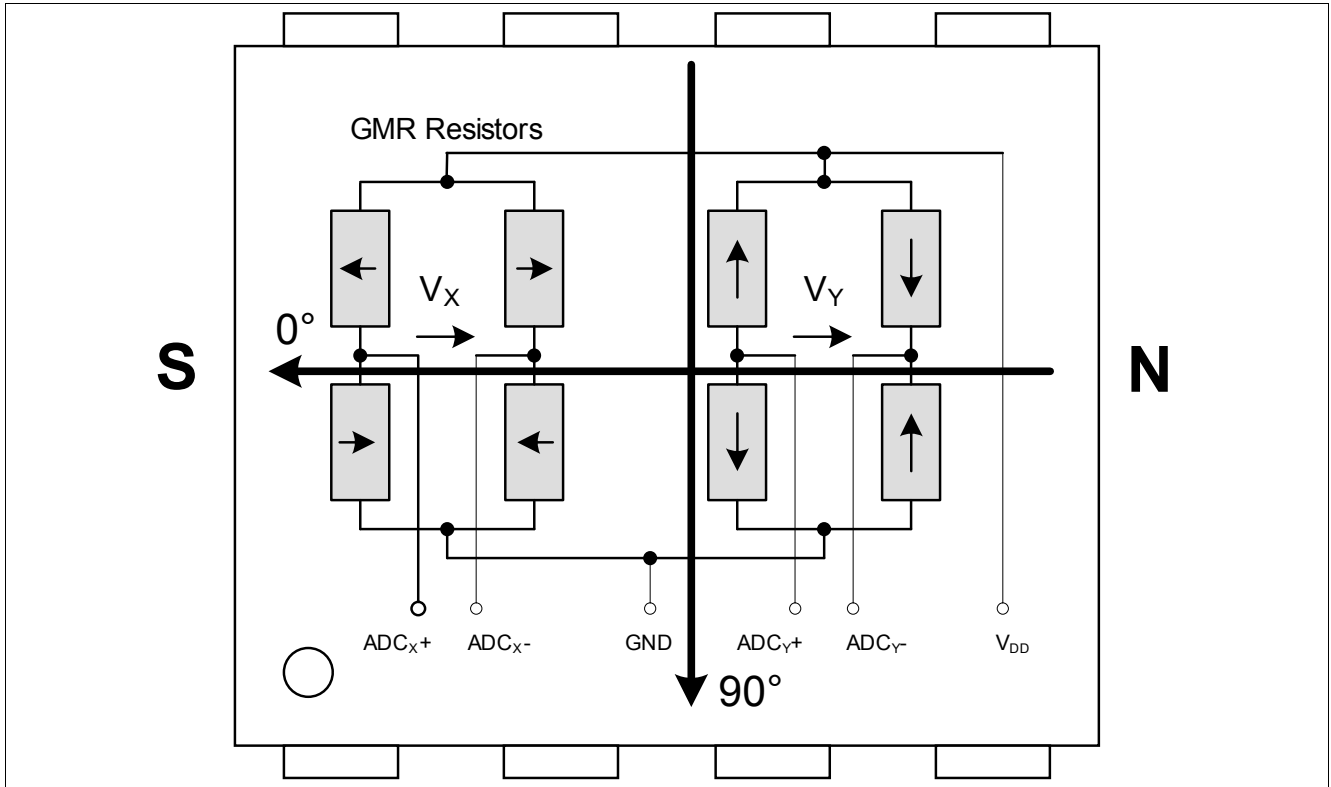 GMR Resistors
V_X
V_Y
0°
S
N
ADC_X+ ADC_X- GND ADC_Y+ ADC_Y- V_DD
90°